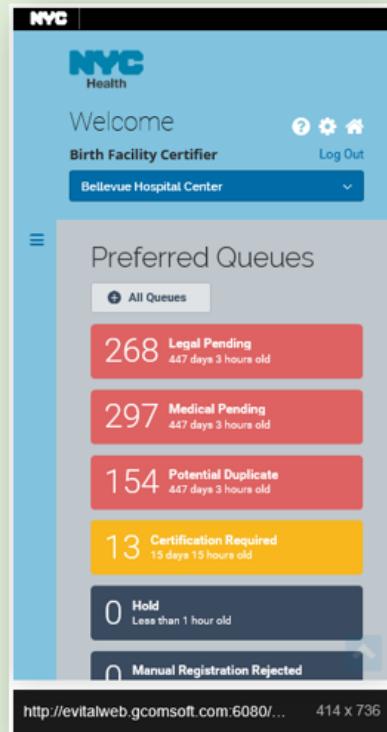 NYC
NYC
Health
Welcome
Birth Facility Certifier
Log Out
Bellevue Hospital Center
Preferred Queues
All Queues
268 Legal Pending
447 days 3 hours old
297 Medical Pending
447 days 3 hours old
154 Potential Duplicate
447 days 3 hours old
13 Certification Required
15 days 15 hours old
0 Hold
Less than 1 hour old
0 Manual Registration Rejected
http://evitalweb.gcomsoft.com:6080/... 414 x 736